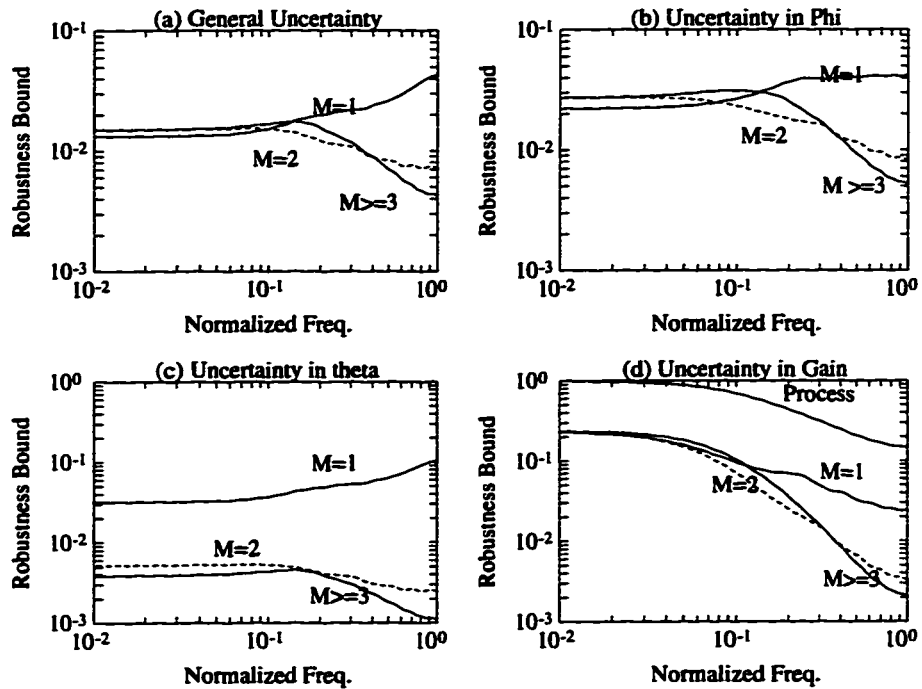 (a) General Uncertainty
10-1
10-2
10-3
Robustness Bound
M=1
M=2
M>=3
10-2
10-1
100
Normalized Freq.
(b) Uncertainty in Phi
10-1
10-2
10-3
Robustness Bound
M=1
M=2
M >=3
10-2
10-1
100
Normalized Freq.
(c) Uncertainty in theta
100
10-1
10-2
10-3
Robustness Bound
M=1
M=2
M>=3
10-2
10-1
100
Normalized Freq.
(d) Uncertainty in Gain
100
10-1
10-2
10-3
Robustness Bound
Process
M=1
M=2
M>=3
10-2
10-1
100
Normalized Freq.